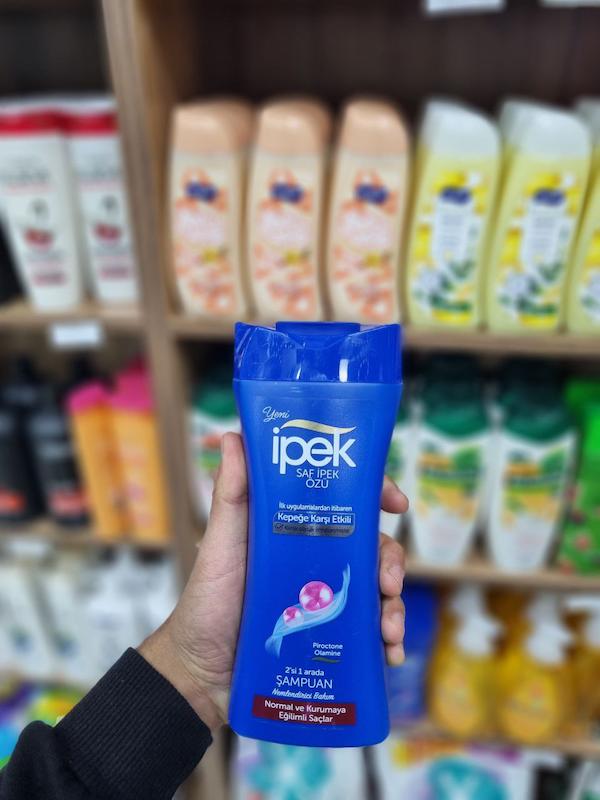 Yeni
ipek
SAF İPEK
ÖZÜ
İlk uygulamalardan itibaren
Kepeğe Karşı Etkili
Piroctone
Olamine
2'si 1 arada
ŞAMPUAN
Nemlendirici Bakım
Normal ve Kurumaya
Eğilimli Saçlar